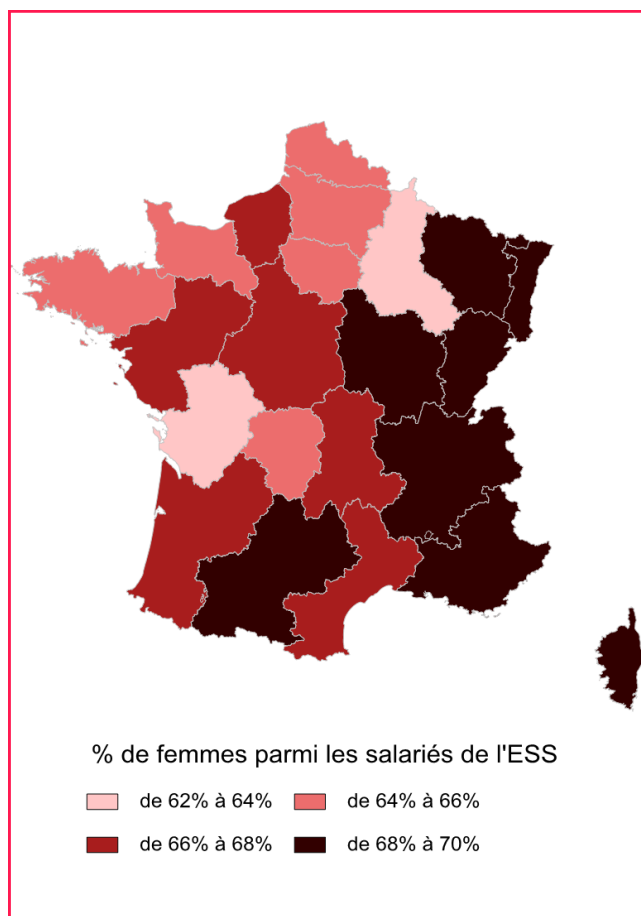 % de femmes parmi les salariés de l'ESS
de 62% à 64% de 64% à 66%
de 66% à 68% de 68% à 70%